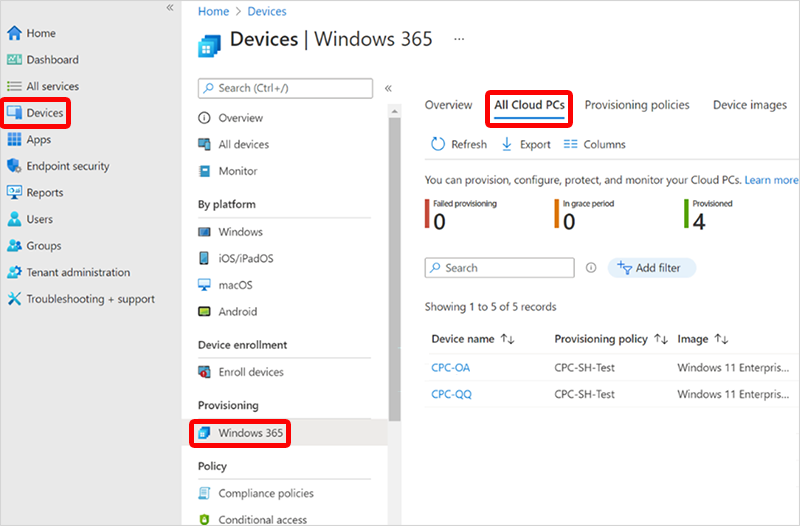 Home > Devices
Devices | Windows 365 ...
Home
Dashboard
All services
Devices
Apps
Endpoint security
Reports
Users
Groups
Tenant administration
Troubleshooting + support
Search (Ctrl+/)
Overview
All devices
Monitor
By platform
Windows
iOS/iPadOS
macOS
Android
Device enrollment
Enroll devices
Provisioning
Windows 365
Policy
Compliance policies
Conditional access
Overview All Cloud PCs Provisioning policies Device images
Refresh Export Columns
You can provision, configure, protect, and monitor your Cloud PCs. Learn more
Failed provisioning In grace period Provisioned
0 0 4
Search Add filter
Showing 1 to 5 of 5 records
Device name ↑↓ Provisioning policy ↑↓ Image ↑↓
CPC-OA CPC-SH-Test Windows 11 Enterpris...
CPC-QQ CPC-SH-Test Windows 11 Enterpris...